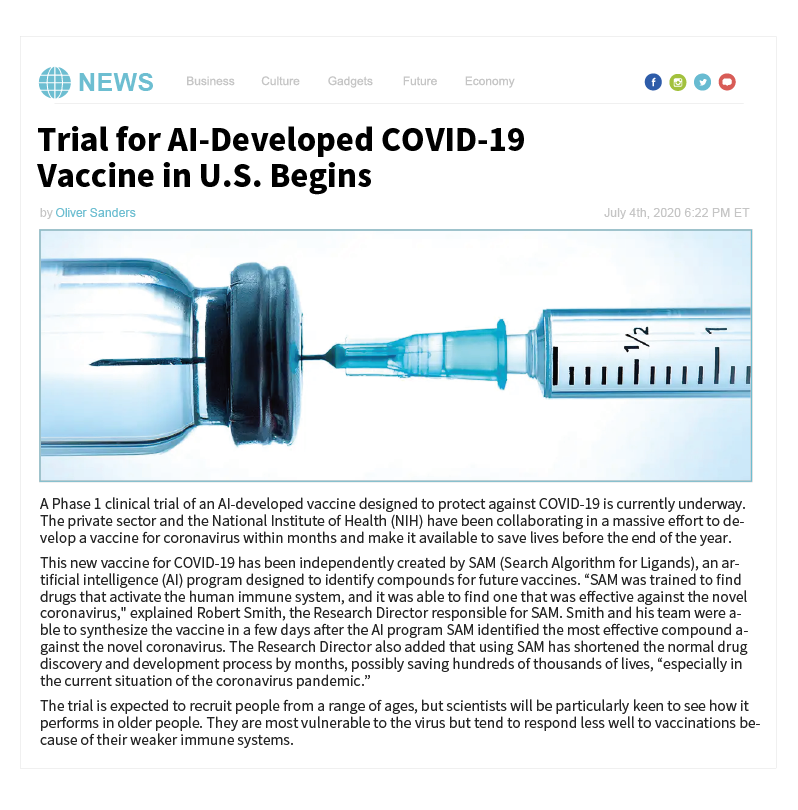 NEWS Business Culture Gadgets Future Economy
Trial for AI-Developed COVID-19
Vaccine in U.S. Begins
by Oliver Sanders July 4th, 2020 6:22 PM ET
1/2 1
A Phase 1 clinical trial of an AI-developed vaccine designed to protect against COVID-19 is currently underway.
The private sector and the National Institute of Health (NIH) have been collaborating in a massive effort to de-
velop a vaccine for coronavirus within months and make it available to save lives before the end of the year.
This new vaccine for COVID-19 has been independently created by SAM (Search Algorithm for Ligands), an ar-
tificial intelligence (AI) program designed to identify compounds for future vaccines. “SAM was trained to find
drugs that activate the human immune system, and it was able to find one that was effective against the novel
coronavirus," explained Robert Smith, the Research Director responsible for SAM. Smith and his team were a-
ble to synthesize the vaccine in a few days after the AI program SAM identified the most effective compound a-
gainst the novel coronavirus. The Research Director also added that using SAM has shortened the normal drug
discovery and development process by months, possibly saving hundreds of thousands of lives, “especially in
the current situation of the coronavirus pandemic.”
The trial is expected to recruit people from a range of ages, but scientists will be particularly keen to see how it
performs in older people. They are most vulnerable to the virus but tend to respond less well to vaccinations be-
cause of their weaker immune systems.